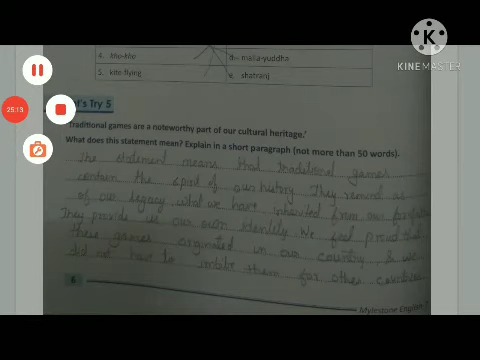 KINEMASTER
25:13
4. kho-kho
d— malla-yuddha
5. kite flying
e. shatranj
Let's Try 5
'Traditional games are a noteworthy part of our cultural heritage.'
What does this statement mean? Explain in a short paragraph (not more than 50 words).
The statement means that traditional games
contain the spirit of our history. They remind us
of our legacy what we have inherited from our
They provide us our own identity. We feel proud that
these games originated in our country & we
did not have to imbibe them for other countries
6
Mylestone English 7